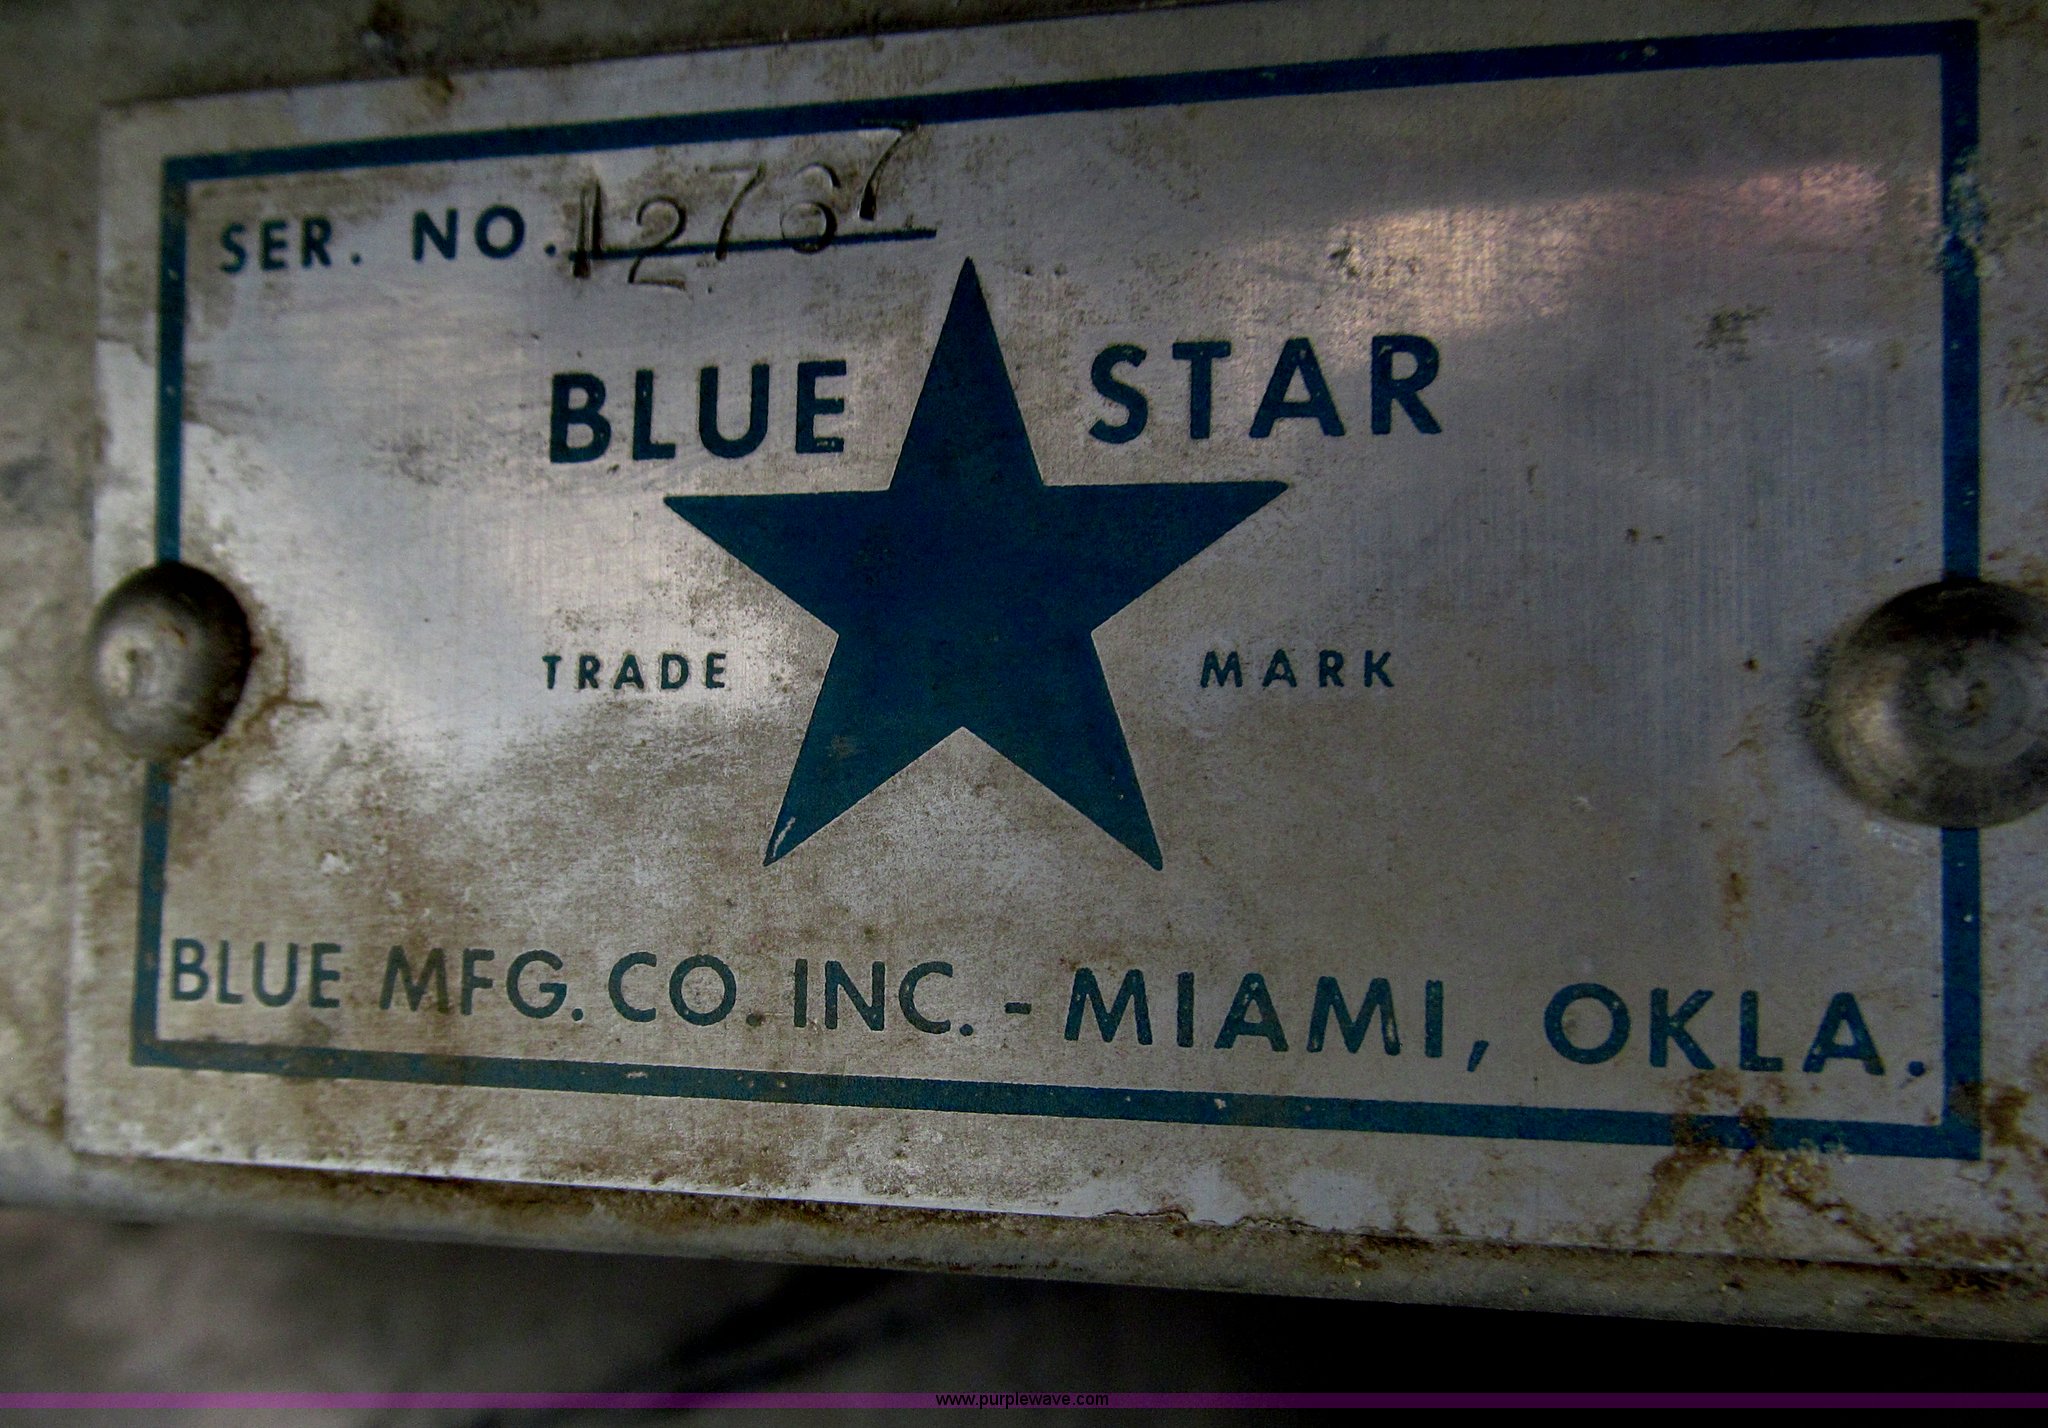 SER. NO. 12767
BLUE STAR
TRADE MARK
BLUE MFG. CO. INC. - MIAMI, OKLA.
www.purplewave.com